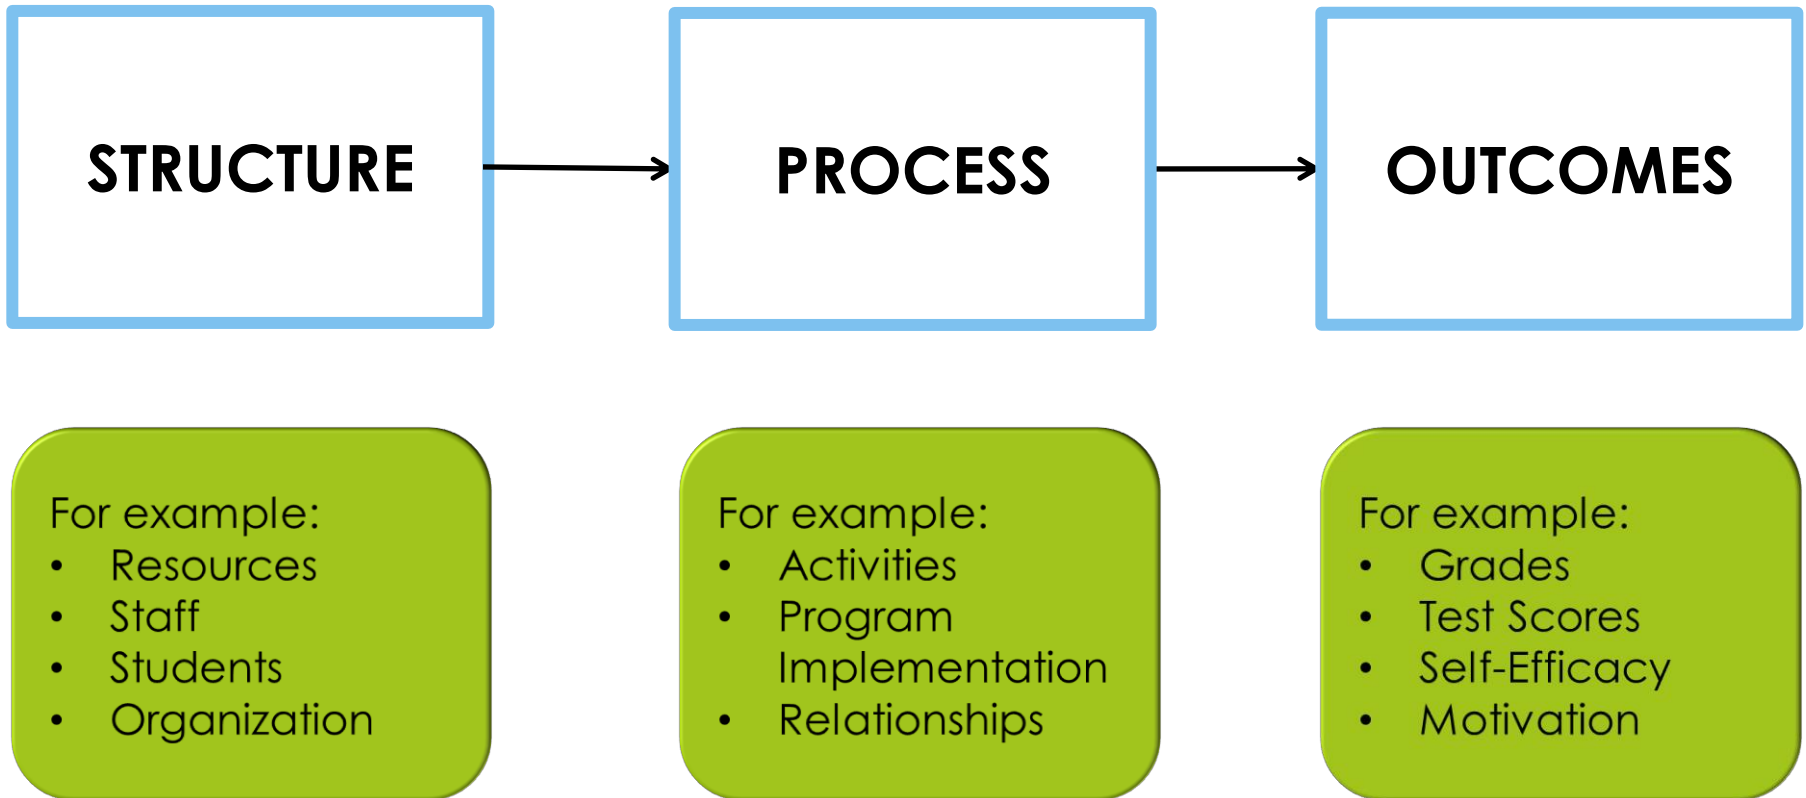 STRUCTURE
PROCESS
OUTCOMES
For example:
• Resources
• Staff
• Students
• Organization
For example:
• Activities
• Program
Implementation
• Relationships
For example:
• Grades
• Test Scores
• Self-Efficacy
• Motivation